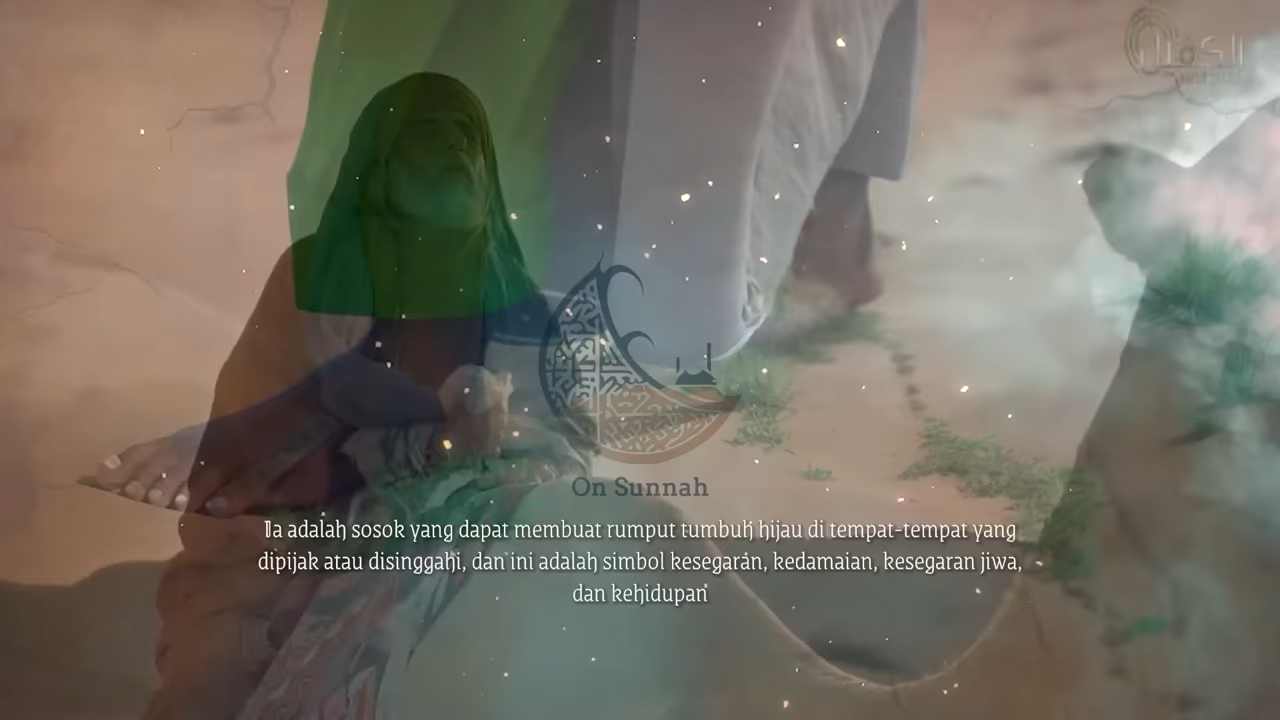 الكفيل
On Sunnah
Ia adalah sosok yang dapat membuat rumput tumbuh hijau di tempat-tempat yang
dipijak atau disinggahi, dan ini adalah simbol kesegaran, kedamaian, kesegaran jiwa,
dan kehidupan